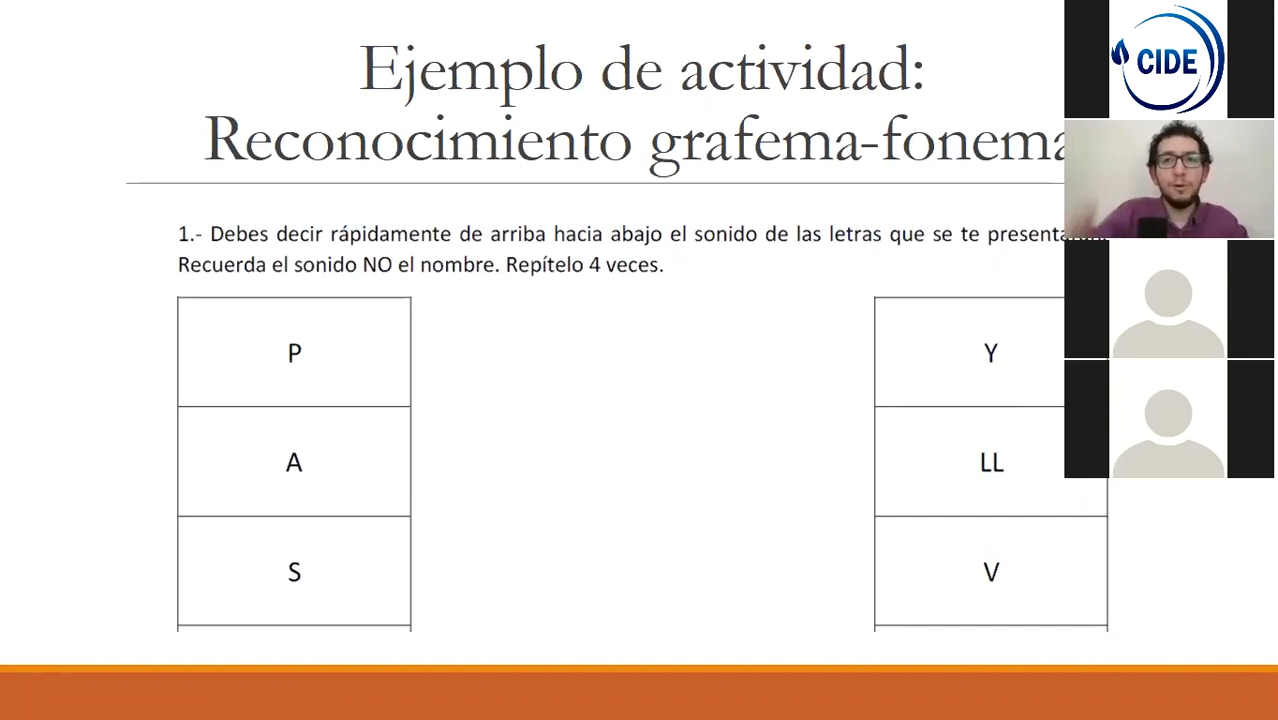 Ejemplo de actividad:
Reconocimiento grafema-fonema
1.- Debes decir rápidamente de arriba hacia abajo el sonido de las letras que se te
Recuerda el sonido NO el nombre. Repítelo 4 veces.
P
A
S
Y
LL
V
CIDE